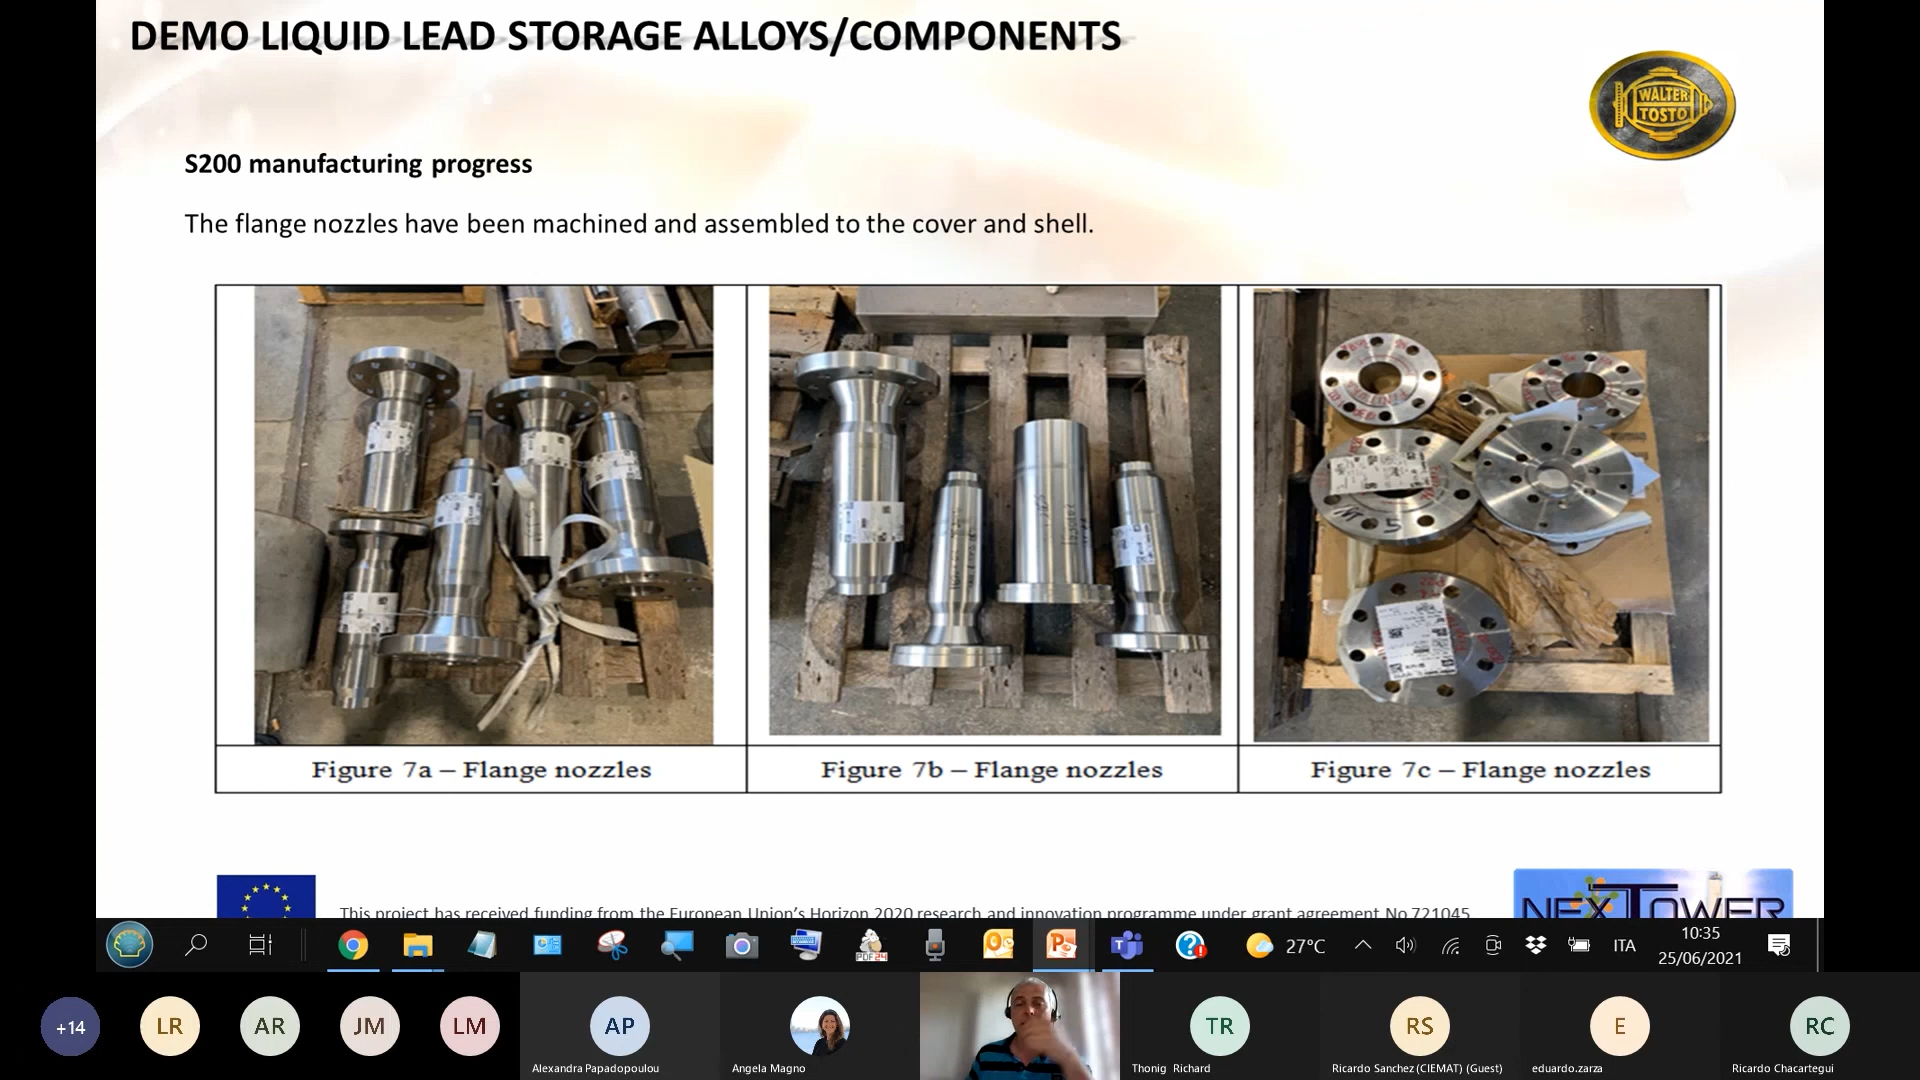 DEMO LIQUID LEAD STORAGE ALLOYS/COMPONENTS
WALTER
TOSTO
S200 manufacturing progress
The flange nozzles have been machined and assembled to the cover and shell.
Figure 7a – Flange nozzles
Figure 7b – Flange nozzles
Figure 7c – Flange nozzles
This project has received funding from the European Union's Horizon 2020 research and innovation programme under grant agreement No 721045
NEXTOWER
PDF24
27°C
ITA
10:35
25/06/2021
+14
LR
AR
JM
LM
AP
TR
RS
E
RC
Alexandra Papadopoulou
Angela Magno
Thonig Richard
Ricardo Sanchez (CIEMAT) (Guest)
eduardo.zarza
Ricardo Chacartegui